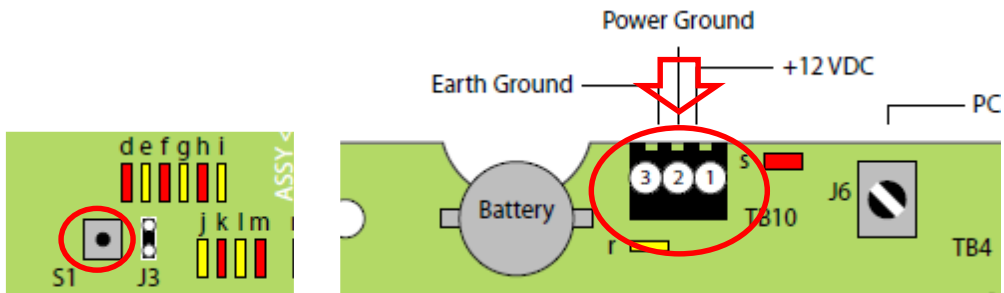 d e f g h i
ASSY <
j k l m
S1
J3
Power Ground
+12 VDC
Earth Ground
PC
3 2 1
s
J6
Battery
TB10
r
TB4